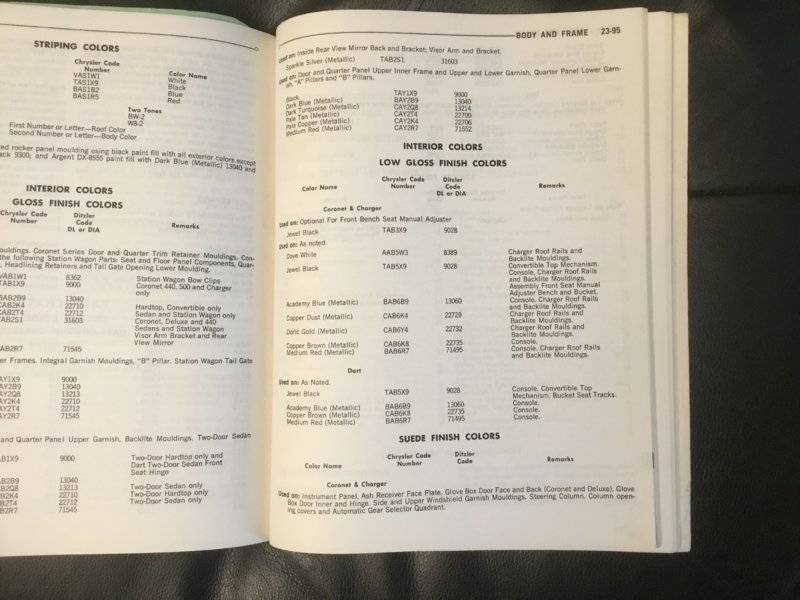 STRIPING COLORS
Chrysler Code
Number
Color Name
VAS1W1
White
TAS1X9
Black
BAS1B2
Blue
BAS1R5
Red
Two Tones
BW-2
W8-2
First Number or Letter—Roof Color
Second Number or Letter—Body Color
ed rocker panel moulding using black paint fill with all exterior colors except
ack 9300; and Argent DX-8555 paint fill with Dark Blue (Metallic) 13040 and
INTERIOR COLORS
GLOSS FINISH COLORS
Chrysler Code
Number
Ditzler
Code
DL or DIA
Remarks
ouldings. Coronet Series Door and Quarter Trim Retainer Mouldings. Con-
the following Station Wagon Parts: Seat and Floor Panel Components, Quar-
, Headlining Retainers and Tail Gate Opening Lower Moulding.
VAB1W1 8362 Station Wagon Bow Clips
TAB1X9 9000 Coronet 440, 500 and Charger
only
BAB2B9 13040
CAB2K4 22710 Hardtop, Convertible only
CAB2T4 22712 Sedan and Station Wagon only
TAB2S1 31603 Coronet, Deluxe and 440
Sedans and Station Wagon
Visor Arm Bracket and Rear
View Mirror
AB2R7 71545
er Frames. Integral Garnish Mouldings, "B" Pillar. Station Wagon Tail Gate
AY1X9 9000
AY2B9 13040
AY2Q8 13213
AY2K4 22710
AY2T4 22712
AY2R7 71545
and Quarter Panel Upper Garnish, Backlite Mouldings. Two-Door Sedan
AB1X9 9000 Two-Door Hardtop only and
Dart Two-Door Sedan Front
Seat Hinge
AB2B9 13040
AB2Q8 13213 Two-Door Sedan only
AB2K4 22710 Two-Door Hardtop only
AB2T4 22712 Two-Door Hardtop only
AB2R7 71545 Two-Door Sedan only
BODY AND FRAME 23-95
Used on: Inside Rear View Mirror Back and Bracket; Visor Arm and Bracket.
Sparkle Silver (Metallic) TAB2S1 31603
Used on: Door and Quarter Panel Upper Inner Frame and Upper and Lower Garnish, Quarter Panel Lower Garn-
ish, "A" Pillars and "B" Pillars.
Black TAY1X9 9000
Dark Blue (Metallic) BAY2B9 13040
Dark Turquoise (Metallic) CAY2Q8 13214
Pale Tan (Metallic) CAY2T4 22700
Pale Copper (Metallic) CAY2K4 22706
Medium Red (Metallic) CAY2R7 71552
INTERIOR COLORS
LOW GLOSS FINISH COLORS
Color Name
Chrysler Code
Number
Ditzler
Code
DL or DIA
Remarks
Coronet & Charger
Used on: Optional For Front Bench Seat Manual Adjuster
Jewel Black TAB3X9 9028
Used on: As noted.
Dove White AAB5W3 8389 Charger Roof Rails and
Backlite Mouldings.
Jewel Black TAB5X9 9028 Convertible Top Mechanism.
Console, Charger Roof Rails
and Backlite Mouldings.
Assembly Front Seat Manual
Adjuster Bench and Bucket.
Academy Blue (Metallic) BAB6B9 13060 Console. Charger Roof Rails
and Backlite Mouldings.
Copper Dust (Metallic) CAB6K4 22729 Charger Roof Rails and
Backlite Mouldings.
Doric Gold (Metallic) CAB6Y4 22732 Charger Roof Rails and
Backlite Mouldings.
Copper Brown (Metallic) CAB6K8 22735 Console.
Medium Red (Metallic) BAB6R7 71495 Console. Charger Roof Rails
and Backlite Mouldings.
Dart
Used on: As Noted.
Jewel Black TAB5X9 9028 Console. Convertible Top
Mechanism, Bucket Seat Tracks.
Academy Blue (Metallic) BAB6B9 13060 Console.
Copper Brown (Metallic) CAB6K8 22735 Console.
Medium Red (Metallic) BAB6R7 71495 Console.
SUEDE FINISH COLORS
Color Name
Chrysler Code
Number
Ditzler
Code
Remarks
Coronet & Charger
Used on: Instrument Panel, Ash Receiver Face Plate. Glove Box Door Face and Back (Coronet and Deluxe). Glove
Box Door Inner and Hinge. Side and Upper Windshield Garnish Mouldings. Steering Column. Column open-
ing covers and Automatic Gear Selector Quadrant.